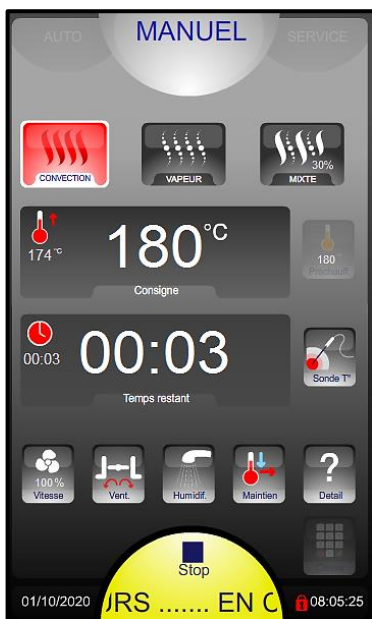 AUTO MANUEL SERVICE
CONVECTION VAPEUR 30% MIXTE
174 °C 180°C 180° Préchauff.
Consigne
00:03 00:03
Temps restant Sonde T°
100% Vitesse Vent. Humidif. Maintien ? Detail
Stop
01/10/2020 JRS ....... EN C 08:05:25